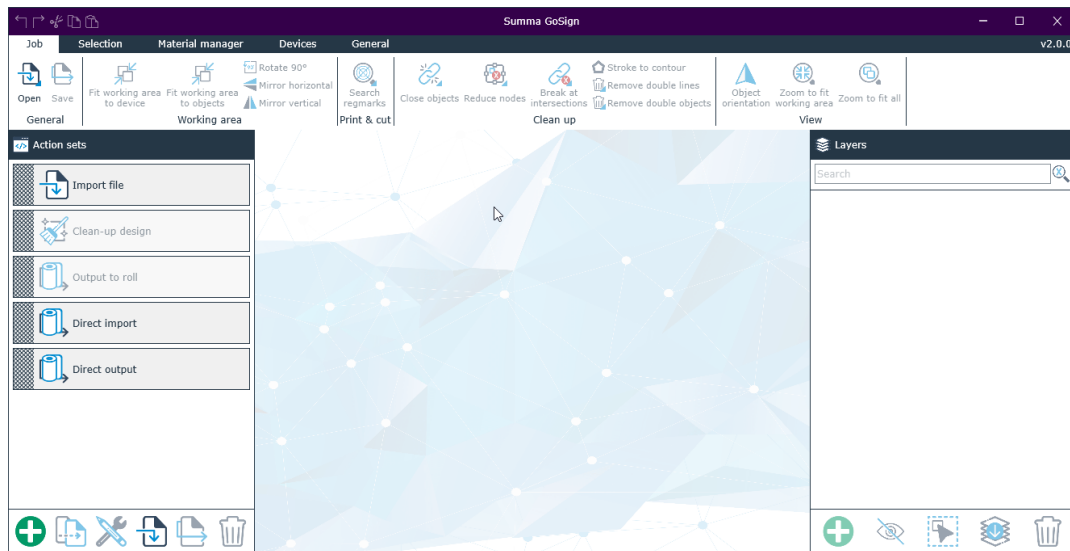 Summa GoSign
Job Selection Material manager Devices General v2.0.0
Open Save
General
Fit working area to device
Fit working area to objects
Rotate 90°
Mirror horizontal
Mirror vertical
Working area
Search regmarks
Print & cut
Close objects
Reduce nodes
Break at intersections
Stroke to contour
Remove double lines
Remove double objects
Clean up
Object orientation
Zoom to fit working area
Zoom to fit all
View
Action sets
Import file
Clean-up design
Output to roll
Direct import
Direct output
Layers
Search